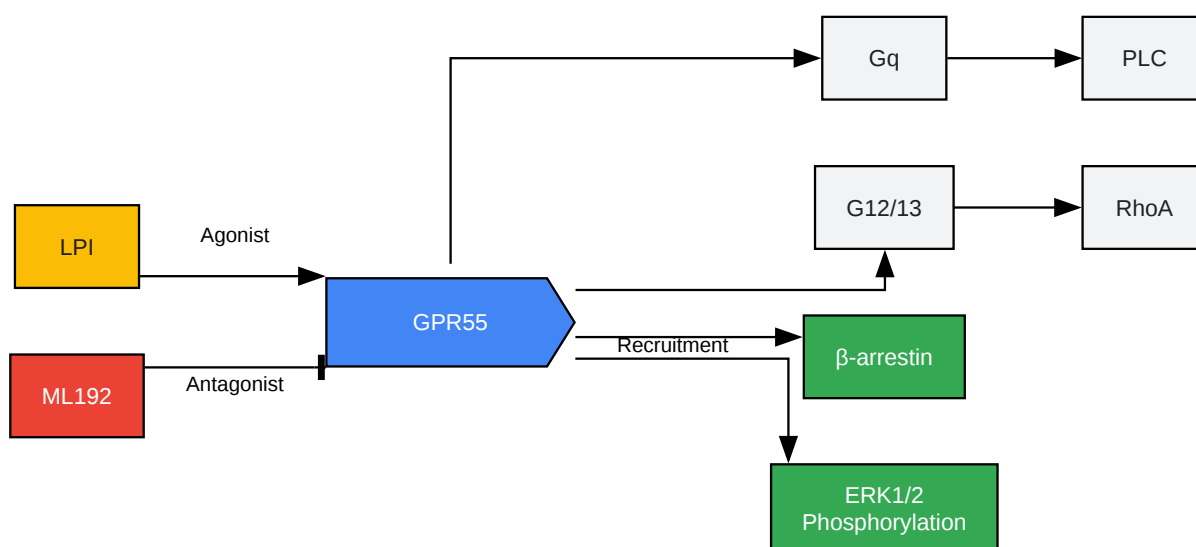 Gq
PLC
G12/13
RhoA
LPI
Agonist
GPR55
Recruitment
β-arrestin
ML192
Antagonist
ERK1/2
Phosphorylation